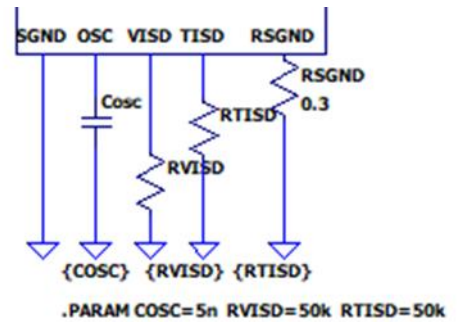 SGND OSC VISD TISD RSGND
RSGND
Cosc
0.3
RTISD
RVISD
{COSC} {RVISD} {RTISD}
.PARAM COSC=5n RVISD=50k RTISD=50k